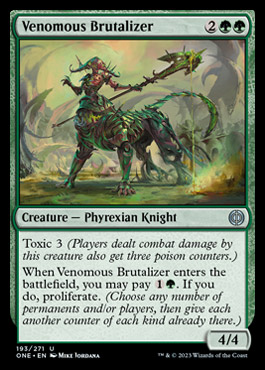 Venomous Brutalizer 2
Creature — Phyrexian Knight
Toxic 3 (Players dealt combat damage by
this creature also get three poison counters.)
When Venomous Brutalizer enters the
battlefield, you may pay 1. If you
do, proliferate. (Choose any number of
permanents and/or players, then give each
another counter of each kind already there.)
4/4
193/271 U
ONE • EN Mike Jordana
™ & © 2023 Wizards of the Coast